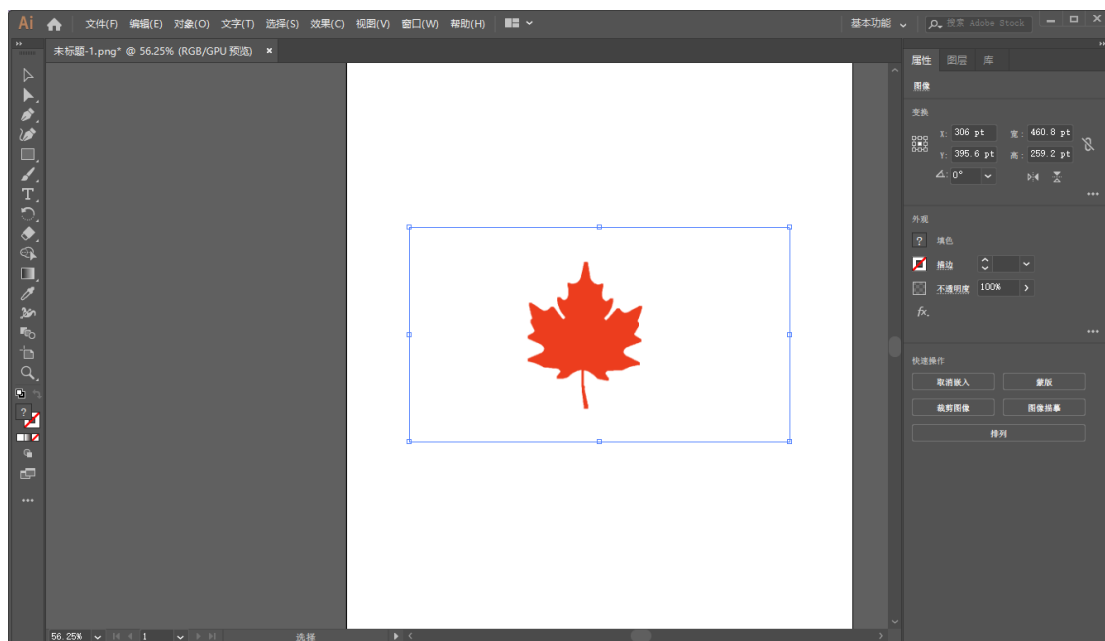 Ai 文件(F) 编辑(E) 对象(O) 文字(T) 选择(S) 效果(C) 视图(V) 窗口(W) 帮助(H) 基本功能 搜索 Adobe Stock
未标题-1.png* @ 56.25% (RGB/GPU 预览) ×
属性 图层 库
图像
变换
X: 306 pt 宽: 460.8 pt
Y: 395.6 pt 高: 259.2 pt
0°
外观
? 填色
描边
不透明度 100%
fx.
快速操作
取消嵌入 蒙版
裁剪图像 图像描摹
排列
T
?
56.25% 1 选择